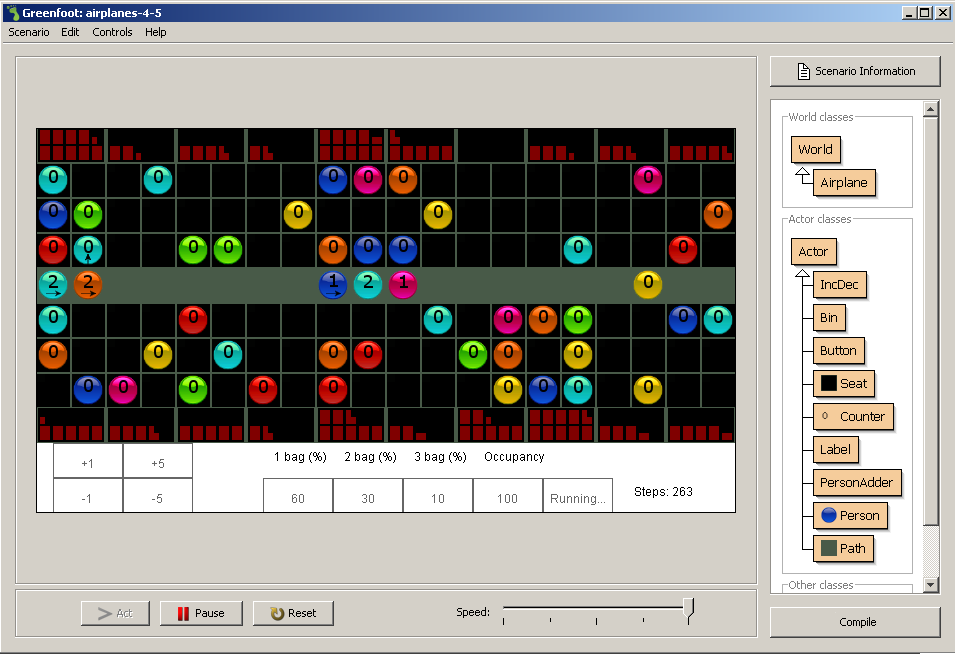 Greenfoot: airplanes-4-5
Scenario Edit Controls Help
Scenario Information
World classes
World
Airplane
Actor classes
Actor
IncDec
Bin
Button
Seat
0 Counter
Label
PersonAdder
Person
Path
Other classes
Compile
0 0 0 0 0 0
0 0 0 0 0
0 0 0 0 0 0 0 0 0
2 2 1 2 1 0
0 0 0 0 0 0 0 0
0 0 0 0 0 0 0 0
0 0 0 0 0 0 0 0 0
+1 +5 1 bag (%) 2 bag (%) 3 bag (%) Occupancy
-1 -5 60 30 10 100 Running... Steps: 263
Act Pause Reset Speed: